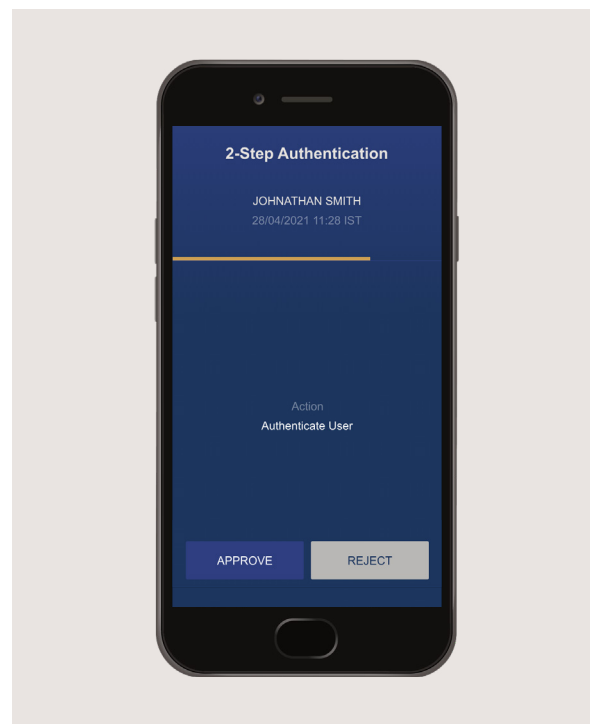 2-Step Authentication
JOHNATHAN SMITH
28/04/2021 11:28 IST
Action
Authenticate User
APPROVE REJECT